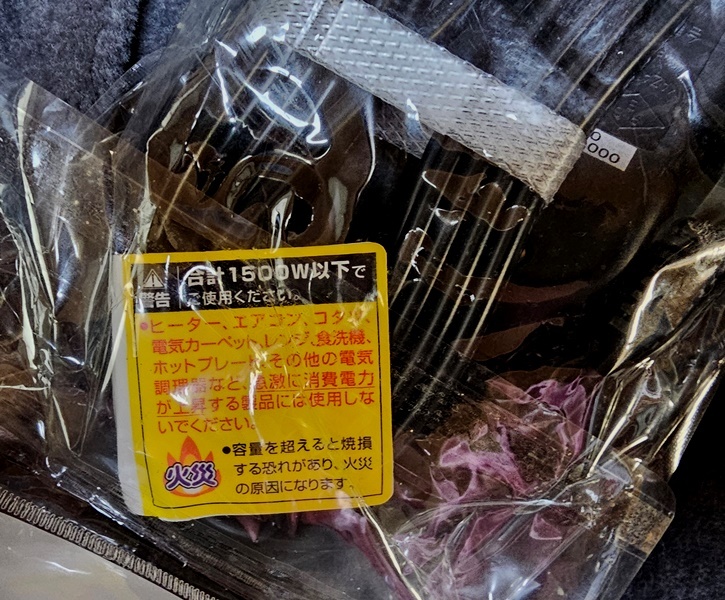 合計1500W以下で
警告 ご使用ください。
●ヒーター、エアコン、コタツ、
電気カーペット、レンジ、食洗機、
ホットプレート、その他の電気
調理器など、急激に消費電力
が上昇する製品には使用しな
いでください。
火災
●容量を超えると焼損
する恐れがあり、火災
の原因になります。
000